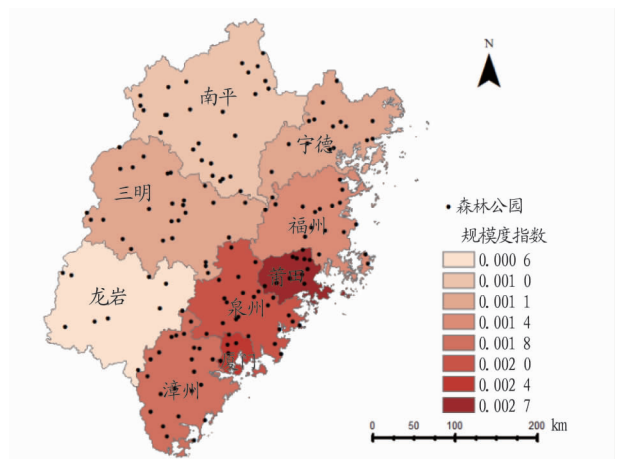 N
南平
宁德
三明
福州
莆田
龙岩
泉州
漳州
森林公园
规模度指数
0.000 6
0.001 0
0.001 1
0.001 4
0.001 8
0.002 0
0.002 4
0.002 7
km
0 50 100 200